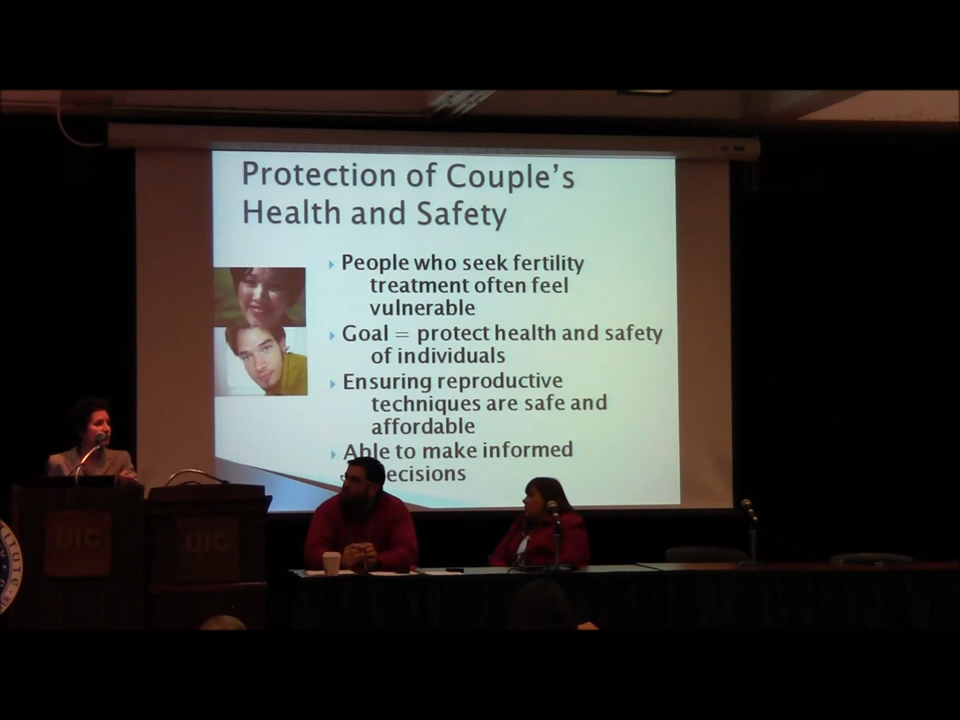 Protection of Couple's
Health and Safety
People who seek fertility
treatment often feel
vulnerable
Goal = protect health and safety
of individuals
Ensuring reproductive
techniques are safe and
affordable
Able to make informed
decisions
UIC
UIC